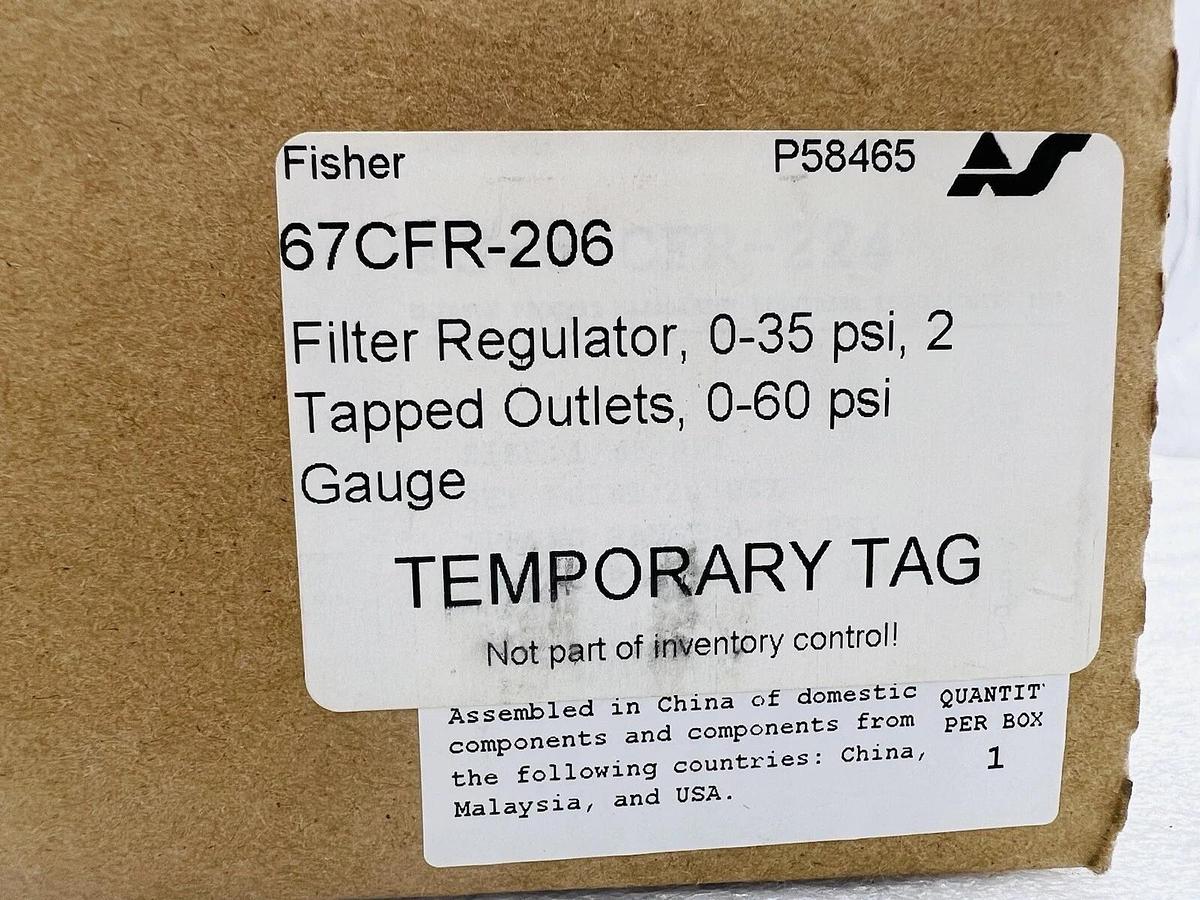 Fisher P58465
67CFR-206
Filter Regulator, 0-35 psi, 2
Tapped Outlets, 0-60 psi
Gauge
TEMPORARY TAG
Not part of inventory control!
Assembled in China of domestic
components and components from
the following countries: China,
Malaysia, and USA.
QUANTIT
PER BOX
1